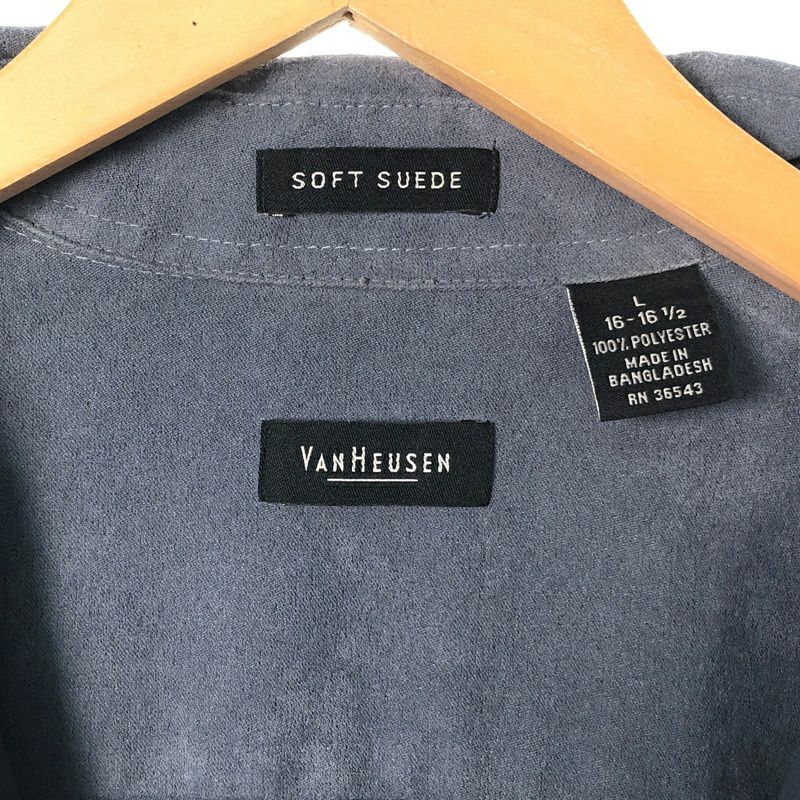 SOFT SUEDE
L
16-16 1/2
100% POLYESTER
MADE IN
BANGLADESH
RN 36543
VANHEUSEN